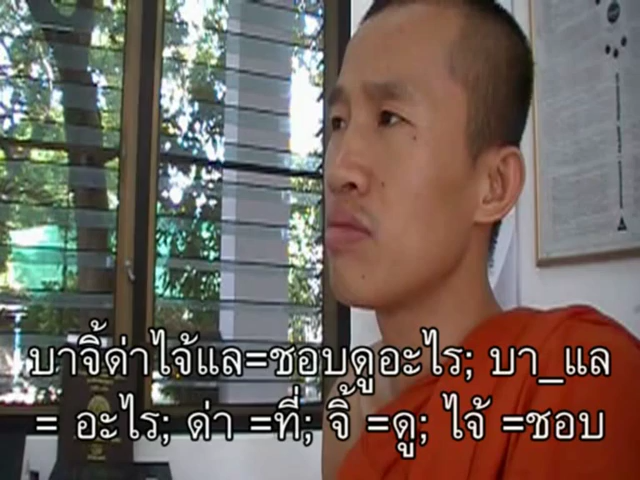 บาจิ้ด่าไจ้แล=ชอบดูอะไร; บา_แล
= อะไร; ด่า =ที่; จิ้ =ดู; ไจ้ =ชอบ